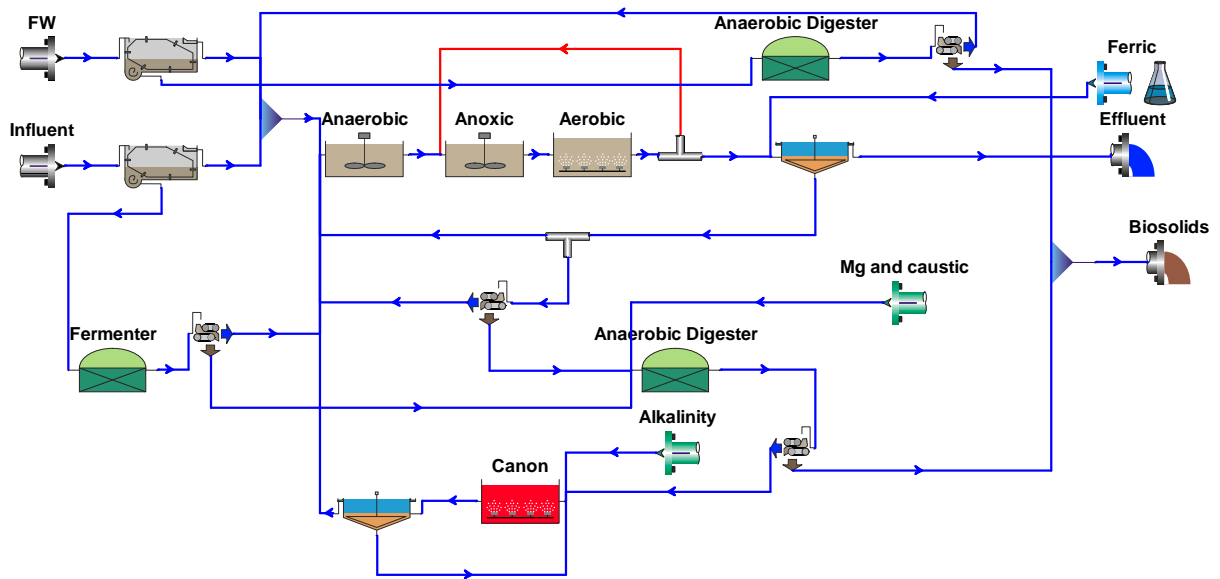 FW
Anaerobic Digester
Ferric
Influent
Anaerobic
Anoxic
Aerobic
Effluent
Biosolids
Mg and caustic
Fermenter
Anaerobic Digester
Alkalinity
Canon